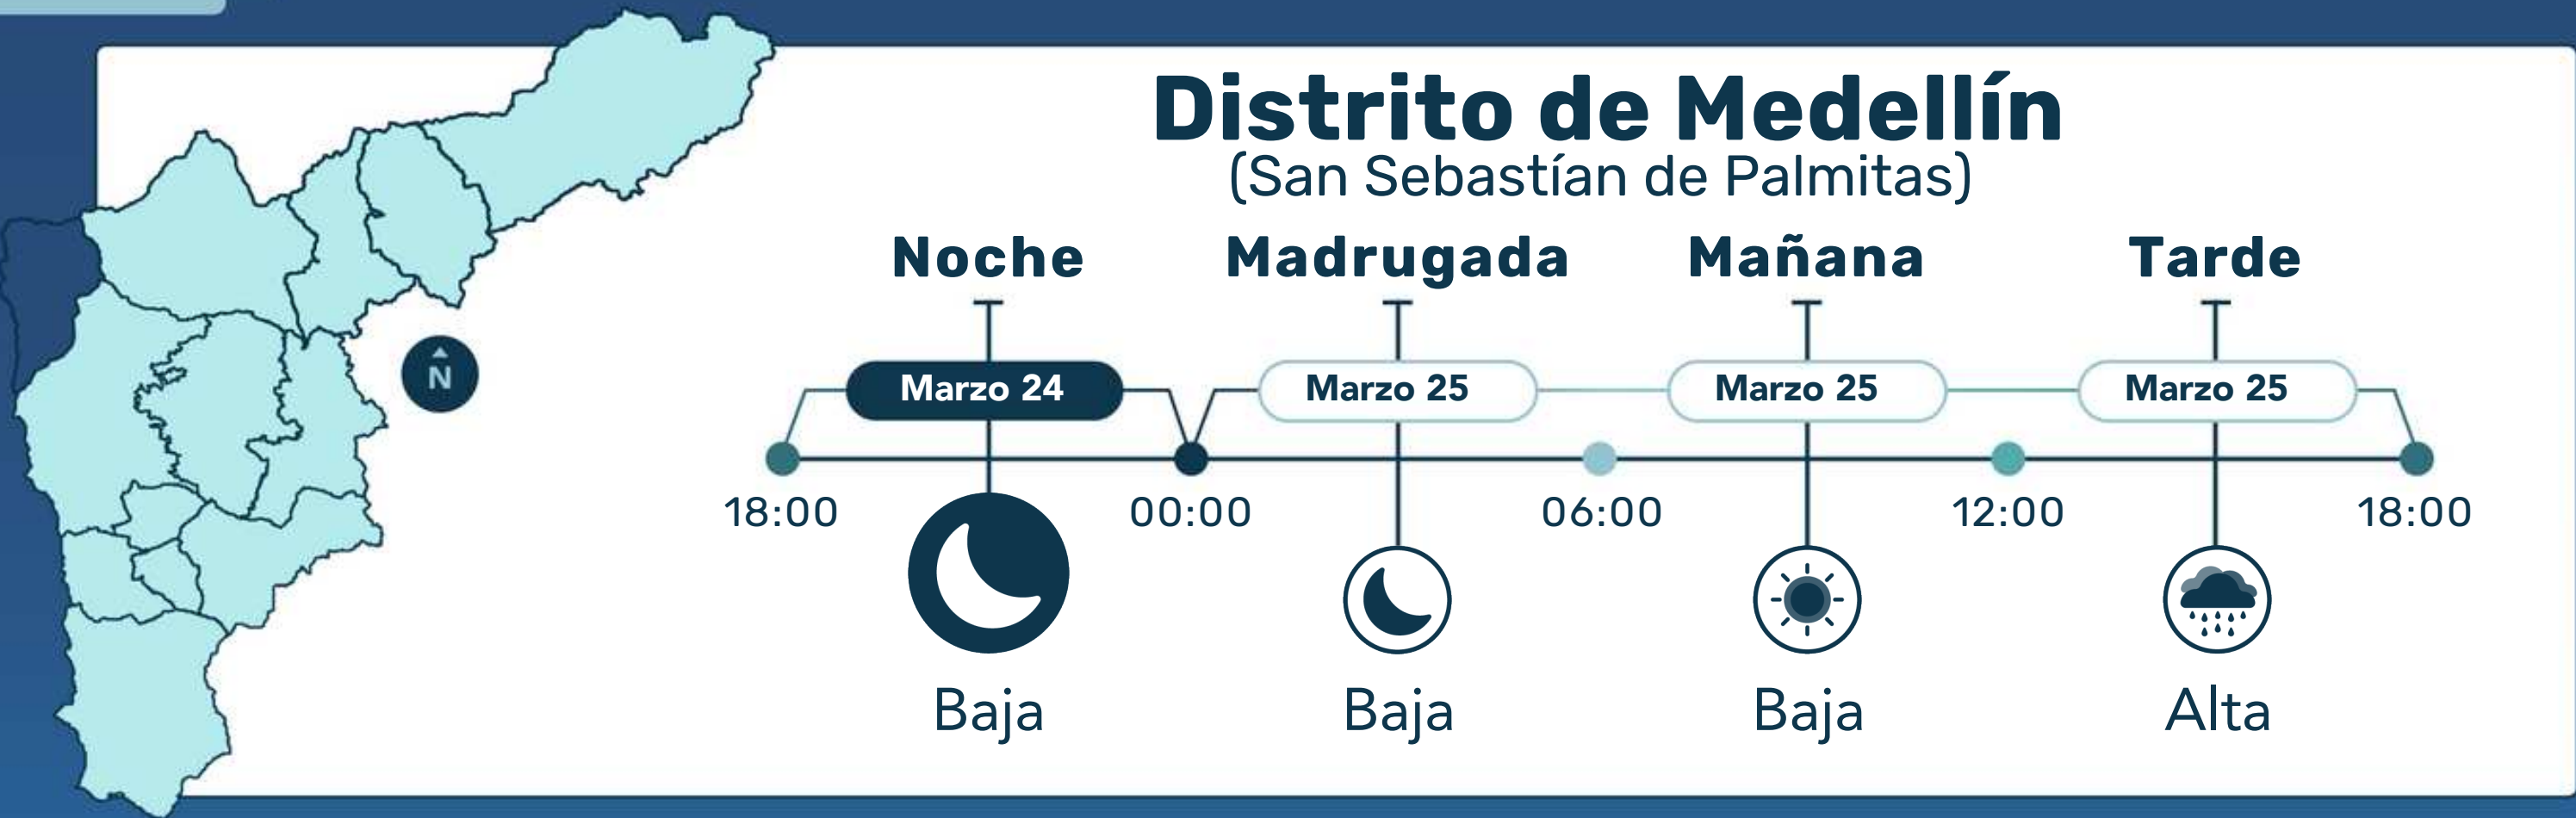 Distrito de Medellín
(San Sebastían de Palmitas)
Noche Madrugada Mañana Tarde
N
Marzo 24 Marzo 25 Marzo 25 Marzo 25
18:00 00:00 06:00 12:00 18:00
Baja Baja Baja Alta